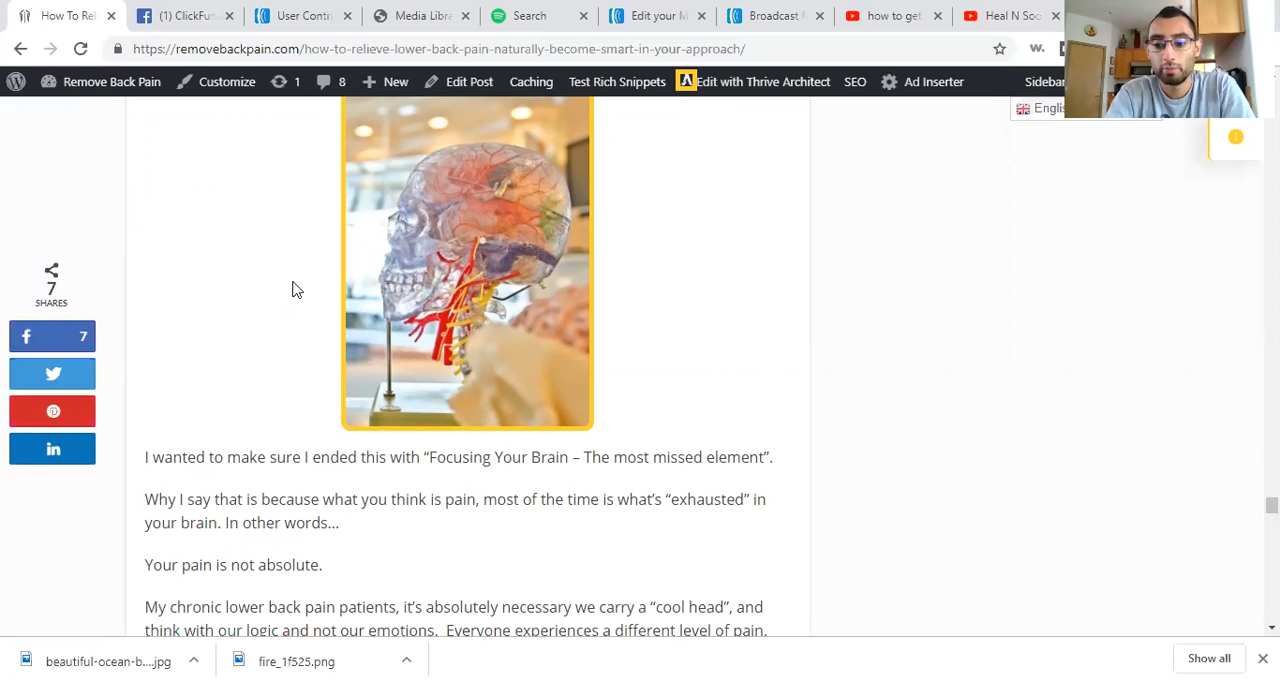 How To Reli
(1) ClickFun
User Contri
Media Libra
Search
Edit your M
Broadcast
how to get
Heal N Soo
https://removebackpain.com/how-to-relieve-lower-back-pain-naturally-become-smart-in-your-approach/
w.
Remove Back Pain
Customize
1
8
New
Edit Post
Caching
Test Rich Snippets
Edit with Thrive Architect
SEO
Ad Inserter
Sidebar
Engli
7
SHARES
7
I wanted to make sure I ended this with “Focusing Your Brain – The most missed element”.
Why I say that is because what you think is pain, most of the time is what’s “exhausted” in
your brain. In other words…
Your pain is not absolute.
My chronic lower back pain patients, it’s absolutely necessary we carry a “cool head”, and
think with our logic and not our emotions. Everyone experiences a different level of pain.
beautiful-ocean-b....jpg
fire_1f525.png
Show all